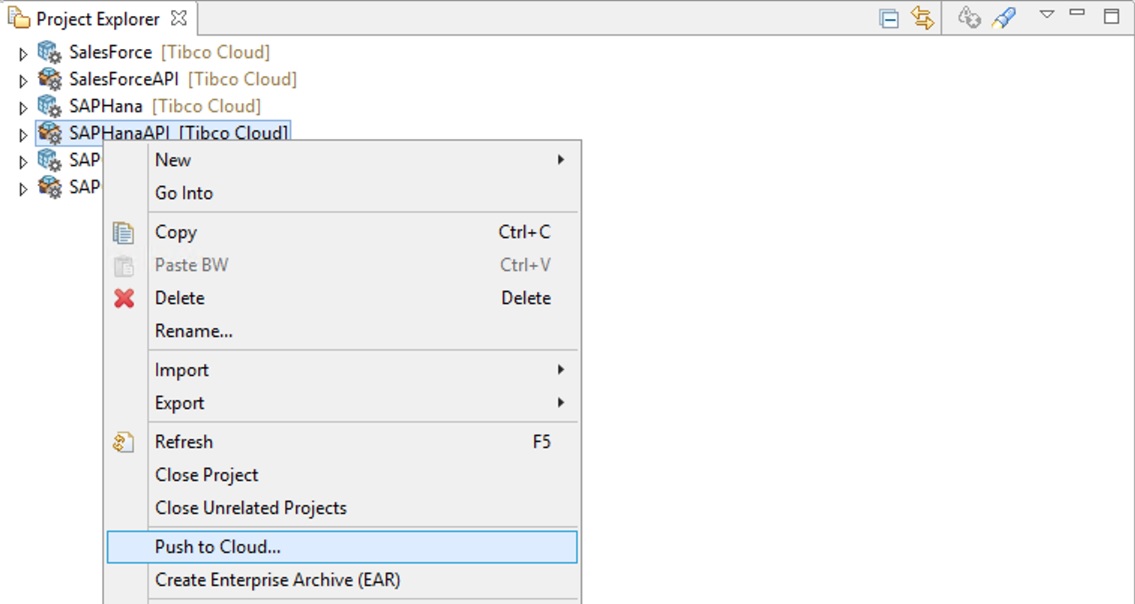 Project Explorer
SalesForce [Tibco Cloud]
SalesForceAPI [Tibco Cloud]
SAPHana [Tibco Cloud]
SAPHanaAPI [Tibco Cloud]
SAP
SAP
New
Go Into
Copy Ctrl+C
Paste BW Ctrl+V
Delete Delete
Rename...
Import
Export
Refresh F5
Close Project
Close Unrelated Projects
Push to Cloud...
Create Enterprise Archive (EAR)